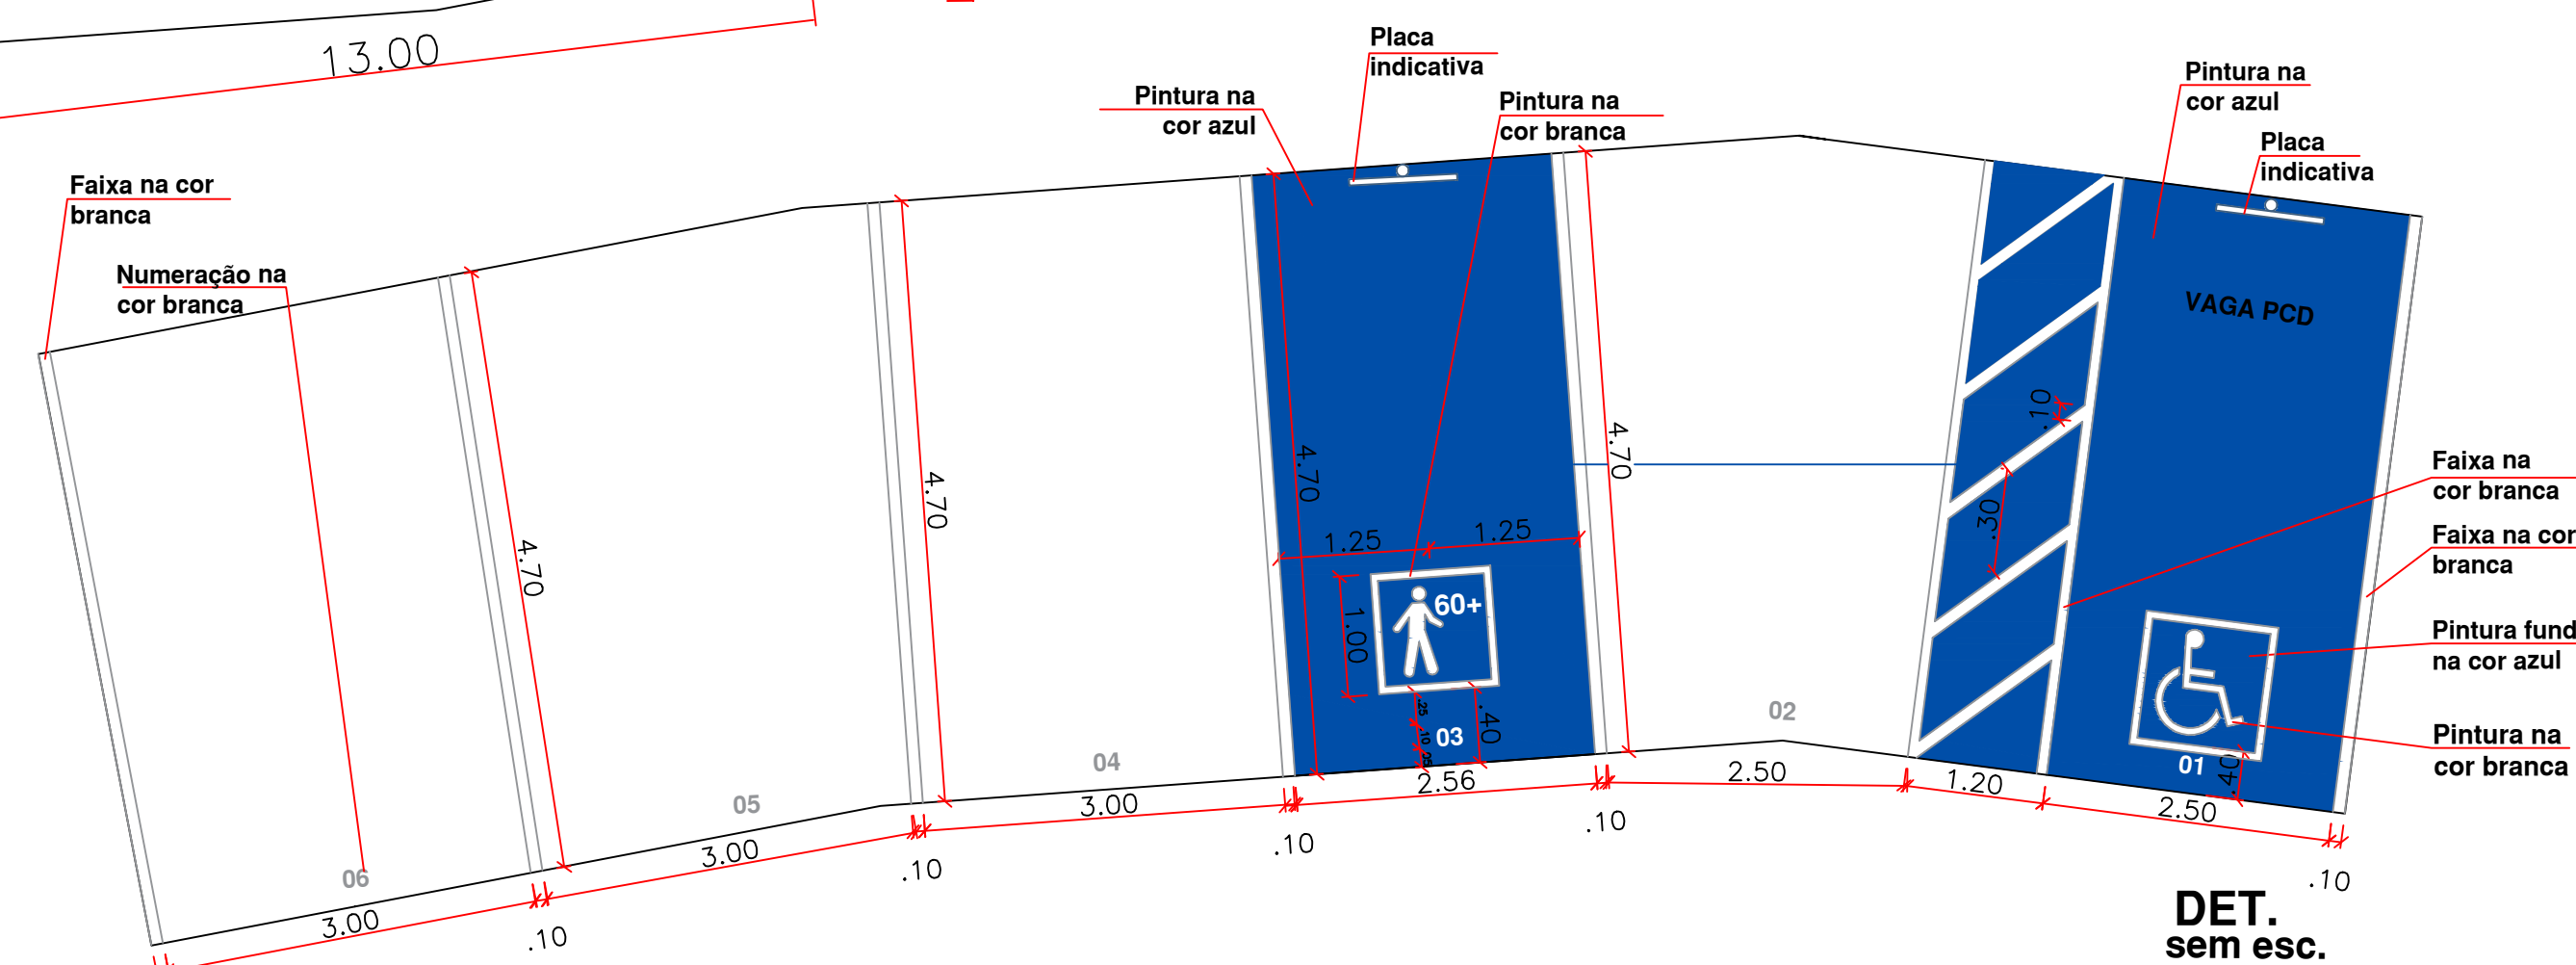 13.00
Placa
indicativa
Pintura na
cor azul
Pintura na
cor branca
Pintura na
cor azul
Placa
indicativa
Faixa na cor
branca
Numeração na
cor branca
VAGA PCD
.10
4.70
4.70
4.70
4.70
.30
1.25
1.25
Faixa na
cor branca
Faixa na cor
branca
60+
1.00
Pintura fund
na cor azul
.25
.10
.05
.40
03
02
01
.40
Pintura na
cor branca
04
05
06
3.00
.10
3.00
.10
3.00
.10
2.56
.10
2.50
1.20
2.50
.10
DET.
sem esc.